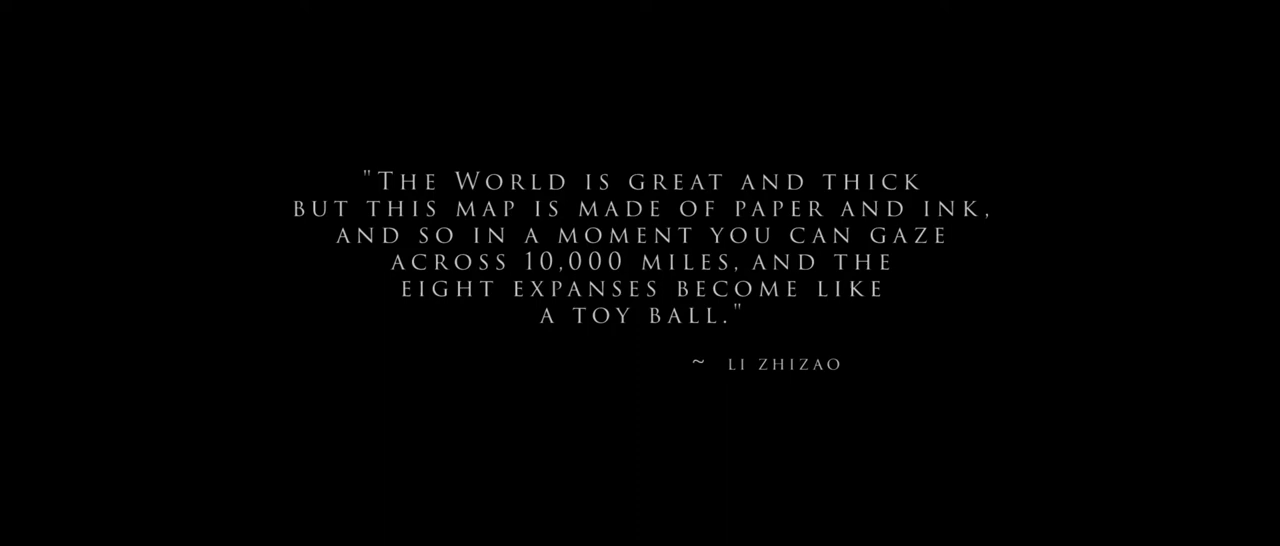 "The World is great and thick
but this map is made of paper and ink,
and so in a moment you can gaze
across 10,000 miles, and the
eight expanses become like
a toy ball."
~ Li Zhizao